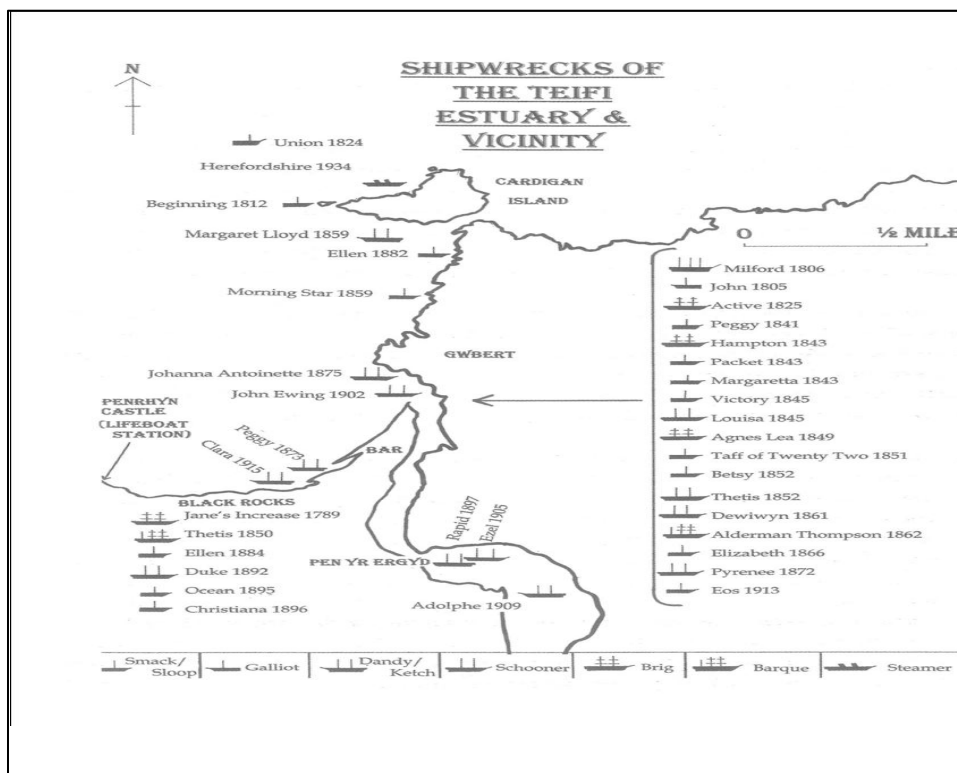 SHIPWRECKS OF
THE TEIFI
ESTUARY &
VICINITY
N
Union 1824
Herefordshire 1934
CARDIGAN
ISLAND
Beginning 1812
Margaret Lloyd 1859
Ellen 1882
O
½ MILE
Morning Star 1859
GWBERT
Johanna Antoinette 1875
John Ewing 1902
PENRHYN
CASTLE
(LIFEBOAT
STATION)
Peggy 1873
Clara 1915
BAR
BLACK ROCKS
Jane's Increase 1789
Thetis 1850
Ellen 1884
Duke 1892
Ocean 1895
Christiana 1896
Rapid 1897
Ezel 1905
PEN YR ERGYD
Adolphe 1909
Milford 1806
John 1805
Active 1825
Peggy 1841
Hampton 1843
Packet 1843
Margaretta 1843
Victory 1845
Louisa 1845
Agnes Lea 1849
Taff of Twenty Two 1851
Betsy 1852
Thetis 1852
Dewiwyn 1861
Alderman Thompson 1862
Elizabeth 1866
Pyrenee 1872
Eos 1913
Smack/
Sloop
Galliot
Dandy/
Ketch
Schooner
Brig
Barque
Steamer